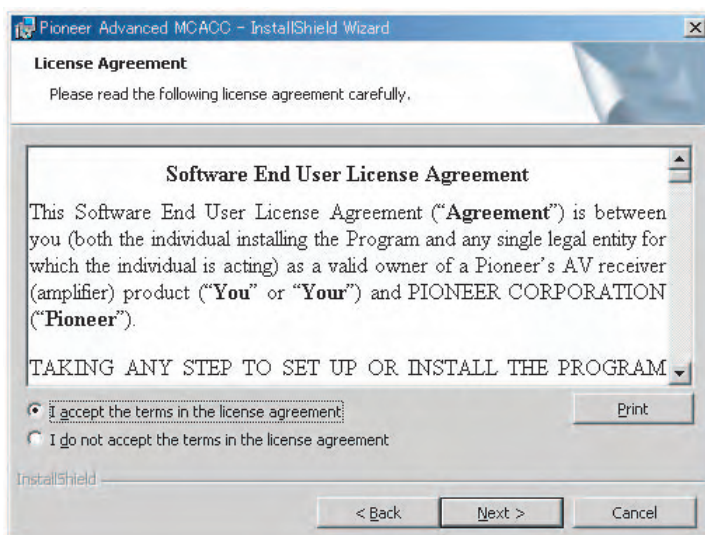 Pioneer Advanced MCACC - InstallShield Wizard
License Agreement
Please read the following license agreement carefully.
Software End User License Agreement
This Software End User License Agreement (“Agreement”) is between
you (both the individual installing the Program and any single legal entity for
which the individual is acting) as a valid owner of a Pioneer’s AV receiver
(amplifier) product (“You” or “Your”) and PIONEER CORPORATION
(“Pioneer”).
TAKING ANY STEP TO SET UP OR INSTALL THE PROGRAM
I accept the terms in the license agreement
Print
I do not accept the terms in the license agreement
InstallShield
< Back
Next >
Cancel